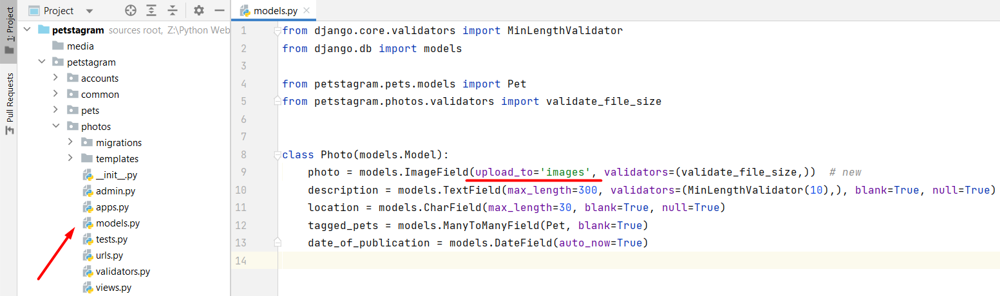 1: Project
Pull Requests
Project
petstagram sources root, Z:\Python Web
media
petstagram
accounts
common
pets
photos
migrations
templates
__init__.py
admin.py
apps.py
models.py
tests.py
urls.py
validators.py
views.py
models.py
1 from django.core.validators import MinLengthValidator
2 from django.db import models
3
4 from petstagram.pets.models import Pet
5 from petstagram.photos.validators import validate_file_size
6
7
8 class Photo(models.Model):
9 photo = models.ImageField(upload_to='images', validators=(validate_file_size,)) # new
10 description = models.TextField(max_length=300, validators=(MinLengthValidator(10),), blank=True, null=True)
11 location = models.CharField(max_length=30, blank=True, null=True)
12 tagged_pets = models.ManyToManyField(Pet, blank=True)
13 date_of_publication = models.DateField(auto_now=True)
14